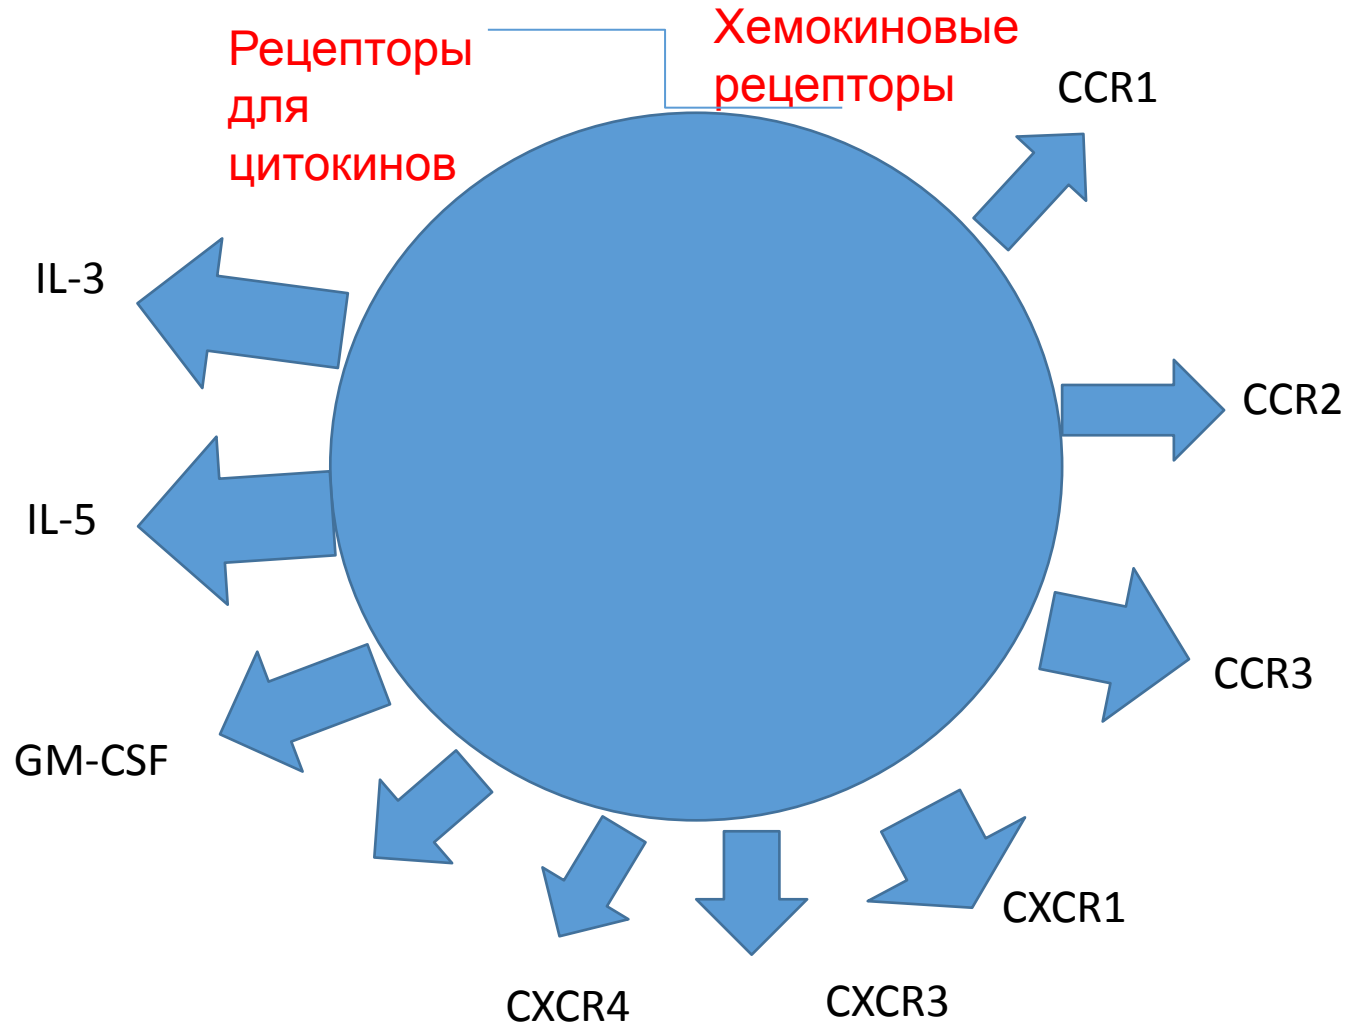 Рецепторы
для
цитокинов
Хемокиновые
рецепторы
CCR1
IL-3
CCR2
IL-5
CCR3
GM-CSF
CXCR1
CXCR4
CXCR3